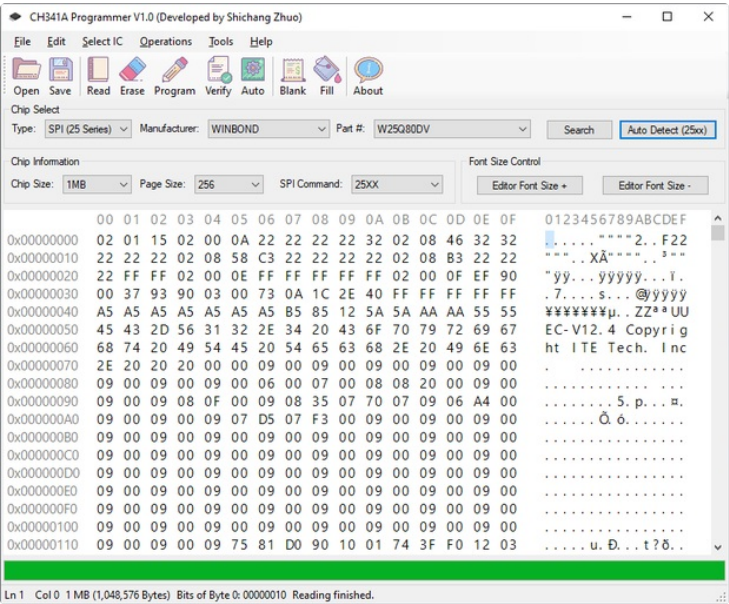 CH341A Programmer V1.0 (Developed by Shichang Zhuo)
File Edit Select IC Operations Tools Help
Open Save Read Erase Program Verify Auto Blank Fill About
Chip Select
Type: SPI (25 Series) Manufacturer: WINBOND Part #: W25Q80DV Search Auto Detect (25xx)
Chip Information Font Size Control
Chip Size: 1MB Page Size: 256 SPI Command: 25XX Editor Font Size + Editor Font Size -
00 01 02 03 04 05 06 07 08 09 0A 0B 0C 0D 0E 0F 0123456789ABCDEF
0x00000000 02 01 15 02 00 0A 22 22 22 22 32 02 08 46 32 32 . . . . . . " " " " 2 . . F22
0x00000010 22 22 22 02 08 58 C3 22 22 22 22 02 08 B3 22 22 " " " . . XÃ " " " " . . ³ " "
0x00000020 22 FF FF 02 00 0E FF FF FF FF FF 02 00 0F EF 90 " ÿÿ . . . ÿÿÿÿÿ . . . ï .
0x00000030 00 37 93 90 03 00 73 0A 1C 2E 40 FF FF FF FF FF . 7 . . . . s . . . @ÿÿÿÿÿ
0x00000040 A5 A5 A5 A5 A5 A5 A5 B5 85 12 5A 5A AA AA 55 55 ¥¥¥¥¥¥¥µ . . ZZªªUU
0x00000050 45 43 2D 56 31 32 2E 34 20 43 6F 70 79 72 69 67 EC-V12.4 Copyrig
0x00000060 68 74 20 49 54 45 20 54 65 63 68 2E 20 49 6E 63 ht ITE Tech. Inc
0x00000070 2E 20 20 20 00 00 09 00 09 00 09 00 09 00 09 00 . . . . . . . . . . . . .
0x00000080 09 00 09 00 09 00 06 00 07 00 08 08 20 00 09 00 . . . . . . . . . . . . . . .
0x00000090 09 00 09 08 0F 00 09 08 35 07 70 07 09 06 A4 00 . . . . . . . . 5 . p . . . ¤ .
0x000000A0 09 00 09 00 09 07 D5 07 F3 00 09 00 09 00 09 00 . . . . . . Õ . ó . . . . . . .
0x000000B0 09 00 09 00 09 00 09 00 09 00 09 00 09 00 09 00 . . . . . . . . . . . . . . . .
0x000000C0 09 00 09 00 09 00 09 00 09 00 09 00 09 00 09 00 . . . . . . . . . . . . . . . .
0x000000D0 09 00 09 00 09 00 09 00 09 00 09 00 09 00 09 00 . . . . . . . . . . . . . . . .
0x000000E0 09 00 09 00 09 00 09 00 09 00 09 00 09 00 09 00 . . . . . . . . . . . . . . . .
0x000000F0 09 00 09 00 09 00 09 00 09 00 09 00 09 00 09 00 . . . . . . . . . . . . . . . .
0x00000100 09 00 09 00 09 00 09 00 09 00 09 00 09 00 09 00 . . . . . . . . . . . . . . . .
0x00000110 09 00 09 00 09 75 81 D0 90 10 01 74 3F F0 12 03 . . . . . u . Ð . . . t?ð . .
Ln 1 Col 0 1 MB (1,048,576 Bytes) Bits of Byte 0: 00000010 Reading finished.